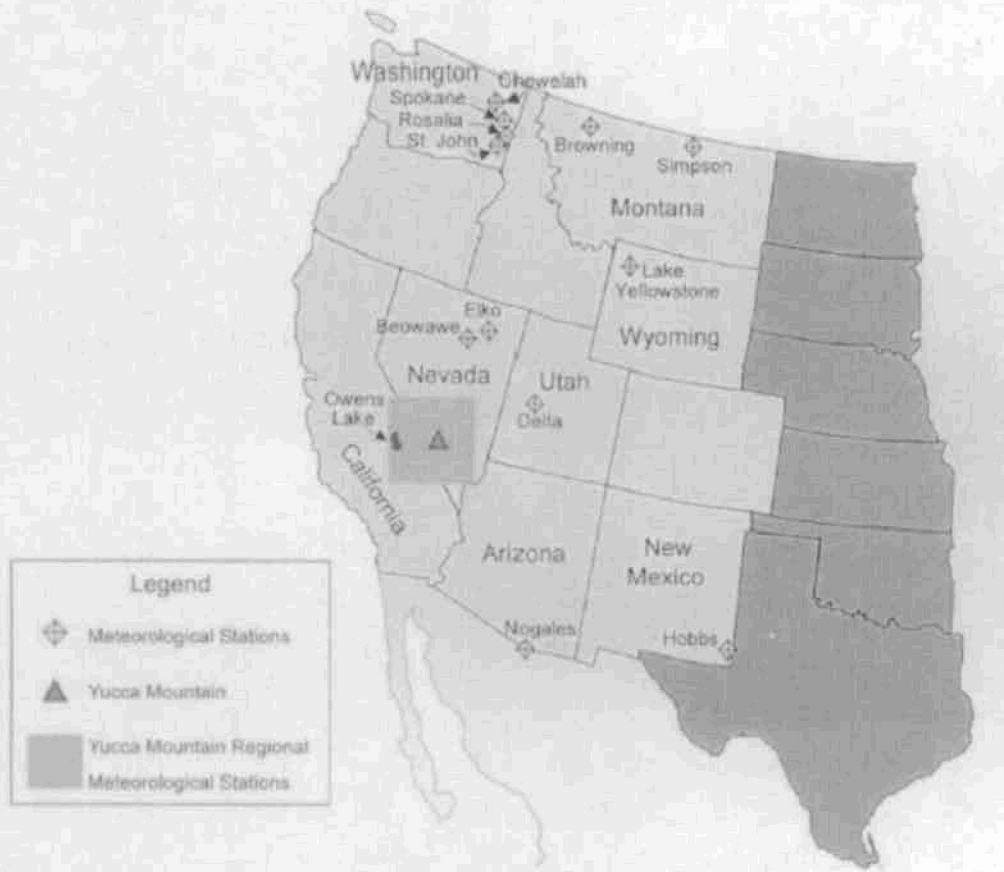 Washington
Chewelah
Spokane
Rosalia
St. John
Browning
Simpson
Montana
Lake
Yellowstone
Wyoming
Elko
Beowawe
Nevada
Utah
Delta
Owens
Lake
California
Arizona
New
Mexico
Nogales
Hobbs
Legend
Meteorological Stations
Yucca Mountain
Yucca Mountain Regional
Meteorological Stations